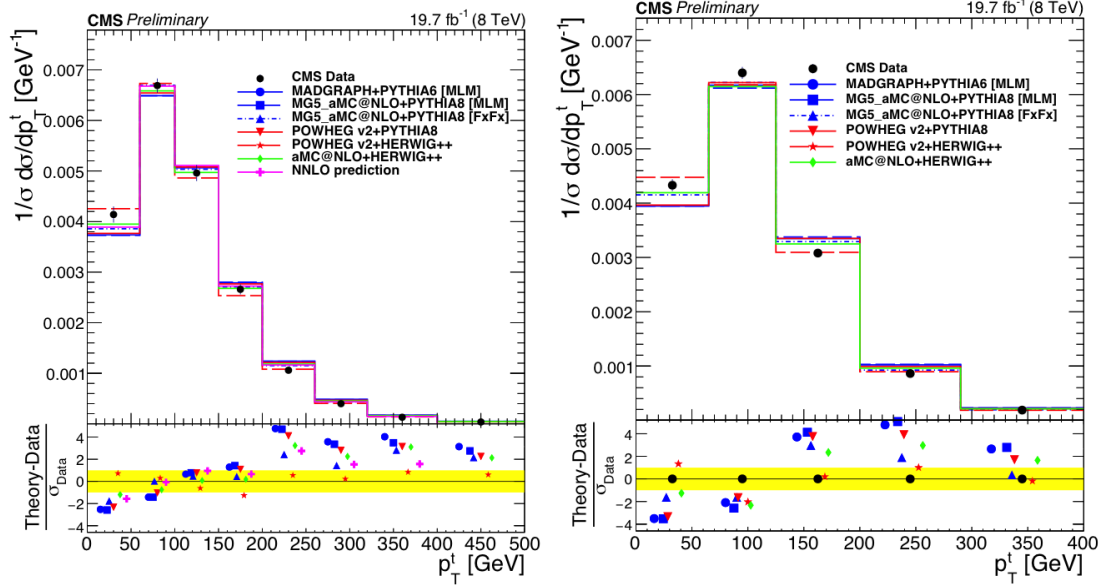 CMS Preliminary 19.7 fb⁻¹ (8 TeV)
1/σ dσ/dp_T^t [GeV⁻¹]
0.007
0.006
0.005
0.004
0.003
0.002
0.001
CMS Data
MADGRAPH+PYTHIA6 [MLM]
MG5_aMC@NLO+PYTHIA8 [MLM]
MG5_aMC@NLO+PYTHIA8 [FxFx]
POWHEG v2+PYTHIA8
POWHEG v2+HERWIG++
aMC@NLO+HERWIG++
NNLO prediction
Theory-Data
σ_Data
4
2
0
−2
−4
0 50 100 150 200 250 300 350 400 450 500
p_T^t [GeV]
CMS Preliminary 19.7 fb⁻¹ (8 TeV)
1/σ dσ/dp_T^t [GeV⁻¹]
0.007
0.006
0.005
0.004
0.003
0.002
0.001
CMS Data
MADGRAPH+PYTHIA6 [MLM]
MG5_aMC@NLO+PYTHIA8 [MLM]
MG5_aMC@NLO+PYTHIA8 [FxFx]
POWHEG v2+PYTHIA8
POWHEG v2+HERWIG++
aMC@NLO+HERWIG++
Theory-Data
σ_Data
4
2
0
−2
−4
0 50 100 150 200 250 300 350 400
p_T^t [GeV]